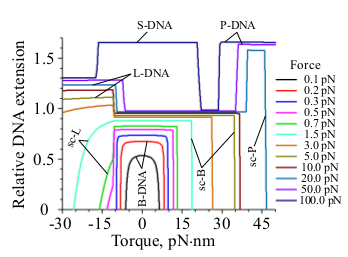 S-DNA
P-DNA
Relative DNA extension
1.5
1.0
0.5
0
L-DNA
sc-L
B-DNA
sc-B
sc-P
-30
-15
0
15
30
45
Torque, pN·nm
Force
0.1 pN
0.2 pN
0.3 pN
0.5 pN
0.7 pN
1.5 pN
3.0 pN
5.0 pN
10.0 pN
20.0 pN
50.0 pN
100.0 pN